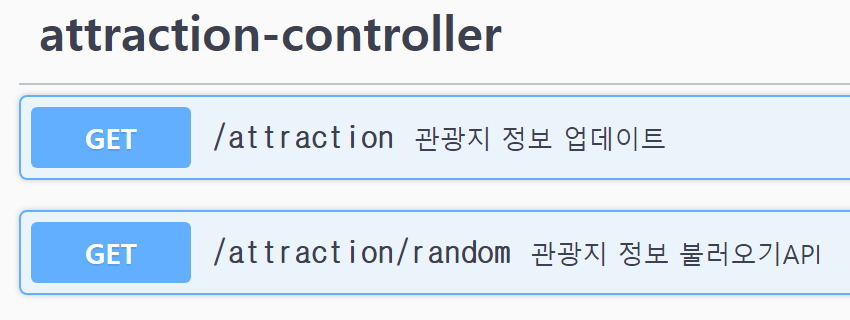 attraction-controller
GET /attraction 관광지 정보 업데이트
GET /attraction/random 관광지 정보 불러오기API